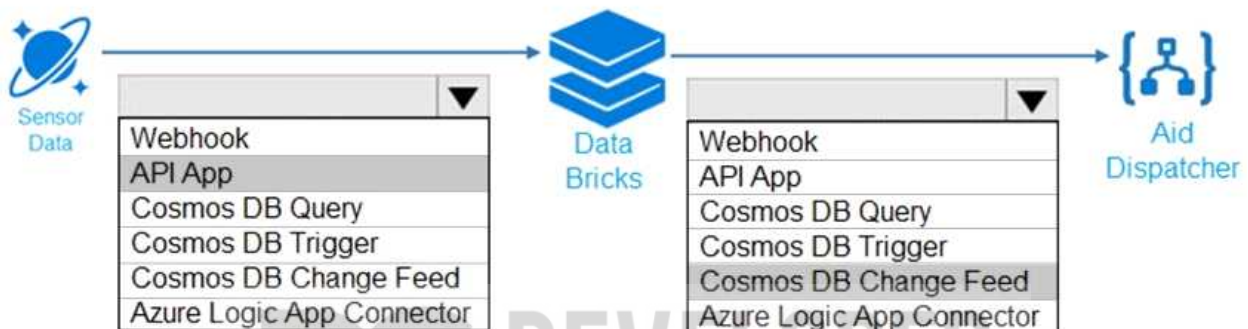 Sensor
Data
Webhook
API App
Cosmos DB Query
Cosmos DB Trigger
Cosmos DB Change Feed
Azure Logic App Connector
Data
Bricks
Webhook
API App
Cosmos DB Query
Cosmos DB Trigger
Cosmos DB Change Feed
Azure Logic App Connector
Aid
Dispatcher